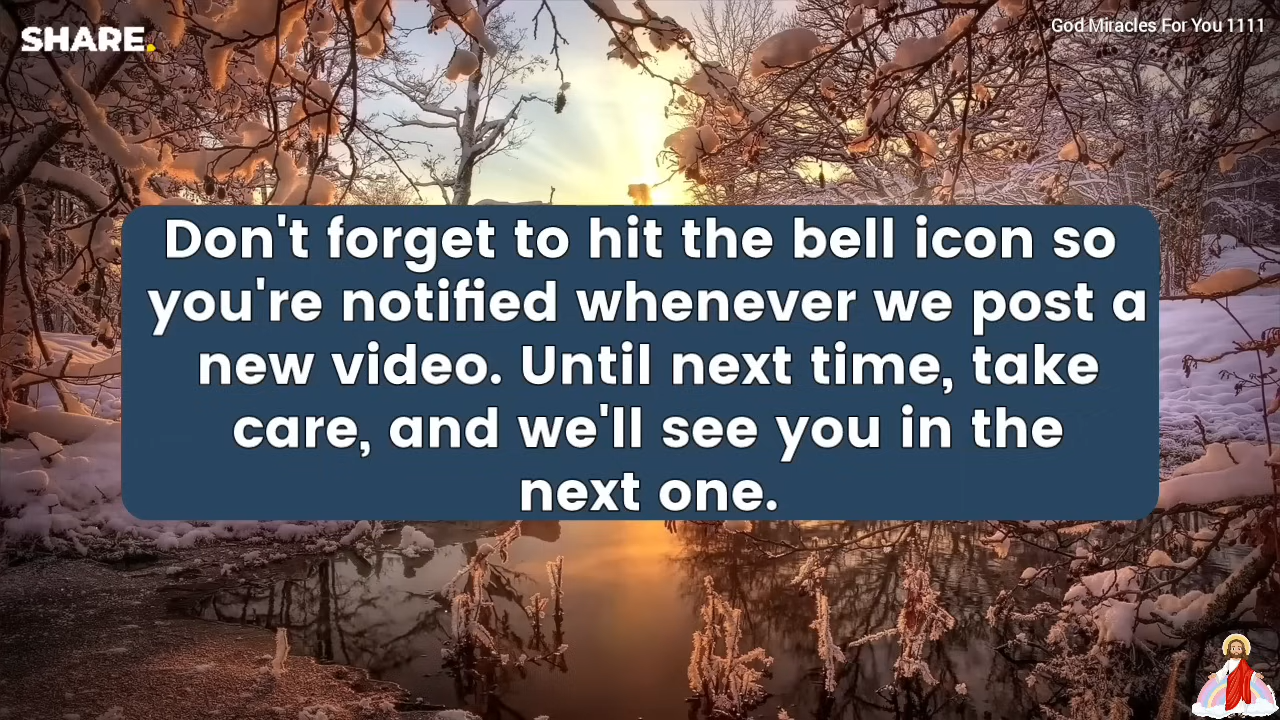 SHARE.
God Miracles For You 1111
Don't forget to hit the bell icon so
you're notified whenever we post a
new video. Until next time, take
care, and we'll see you in the
next one.